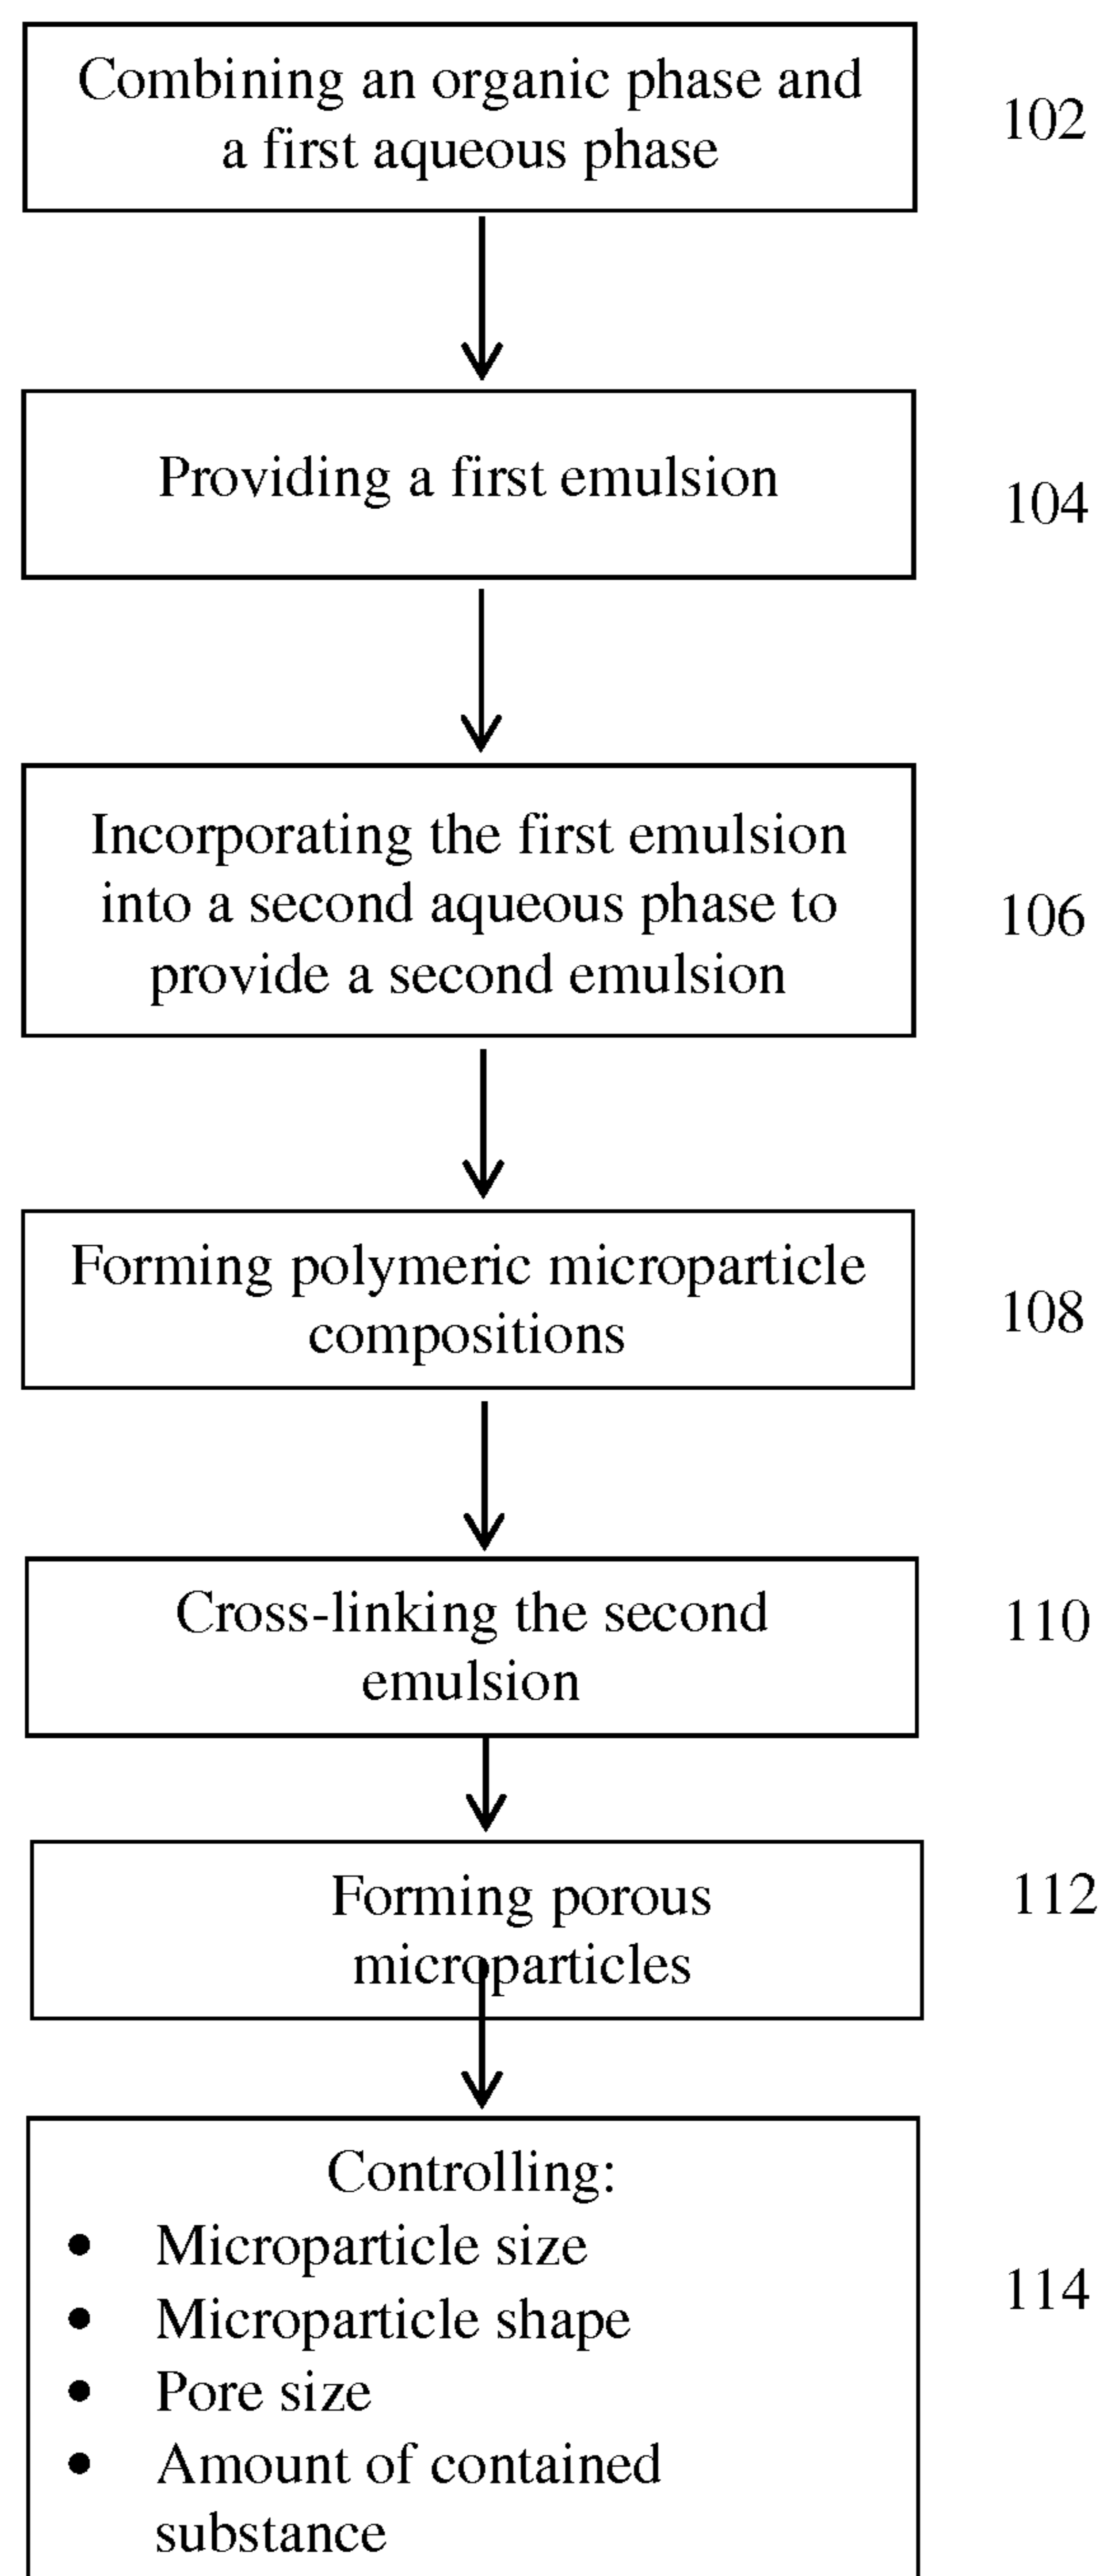 Combining an organic phase and
a first aqueous phase
102
Providing a first emulsion
104
Incorporating the first emulsion
into a second aqueous phase to
provide a second emulsion
106
Forming polymeric microparticle
compositions
108
Cross-linking the second
emulsion
110
Forming porous
microparticles
112
Controlling:
• Microparticle size
• Microparticle shape
• Pore size
• Amount of contained
substance
114